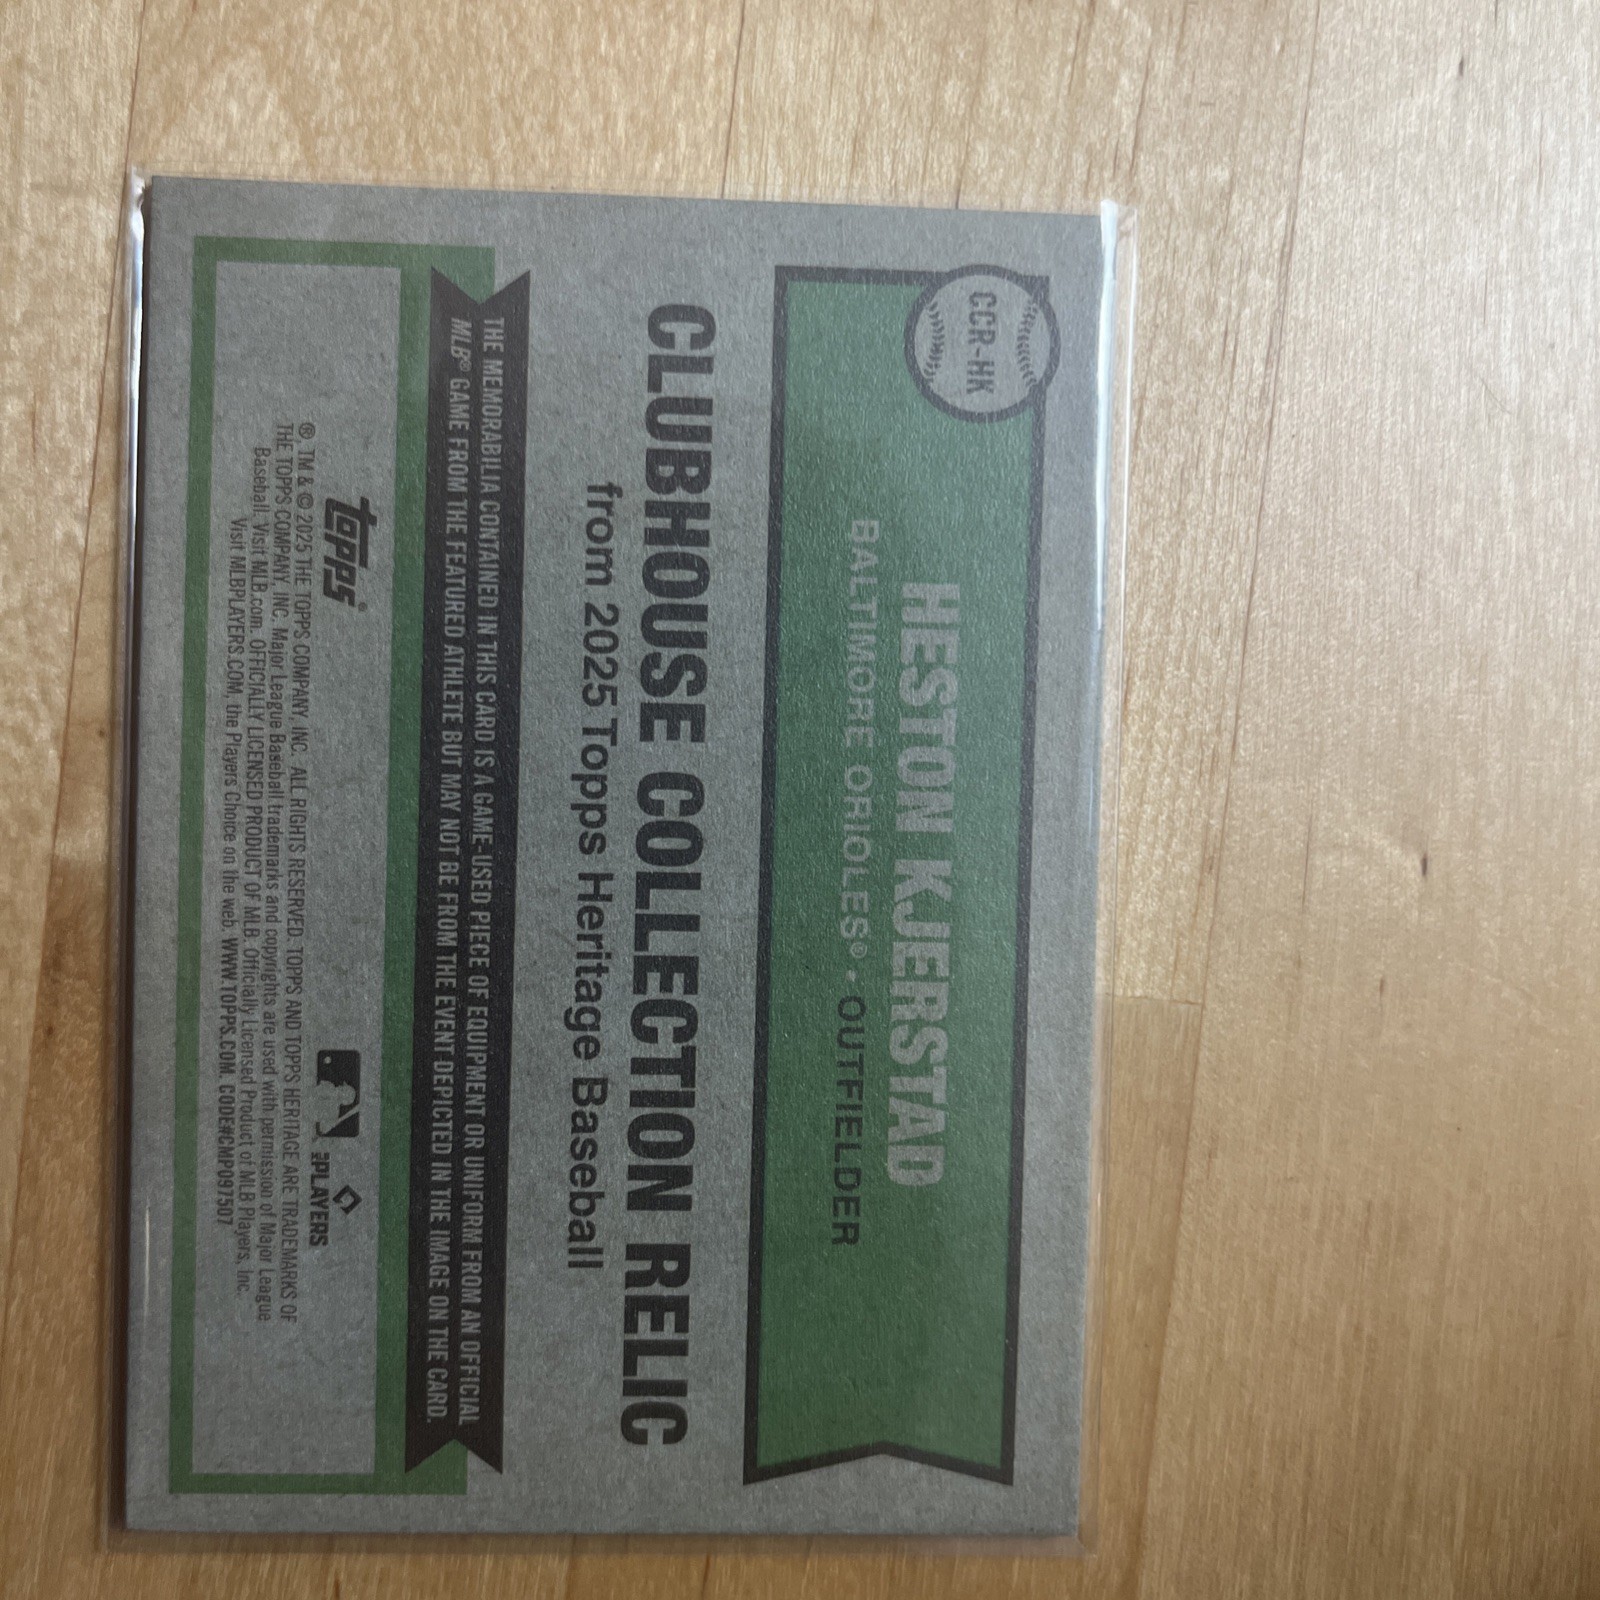 CCR-HK
HESTON KJERSTAD
BALTIMORE ORIOLES® • OUTFIELDER
CLUBHOUSE COLLECTION RELIC
from 2025 Topps Heritage Baseball
THE MEMORABILIA CONTAINED IN THIS CARD IS A GAME-USED PIECE OF EQUIPMENT OR UNIFORM FROM AN OFFICIAL
MLB® GAME FROM THE FEATURED ATHLETE BUT MAY NOT BE FROM THE EVENT DEPICTED IN THE IMAGE ON THE CARD.
topps®
MLB PLAYERS
®, TM & © 2025 THE TOPPS COMPANY, INC. ALL RIGHTS RESERVED. TOPPS AND TOPPS HERITAGE ARE TRADEMARKS OF
THE TOPPS COMPANY, INC. Major League Baseball trademarks and copyrights are used with permission of Major League
Baseball. Visit MLB.com. OFFICIALLY LICENSED PRODUCT OF MLB. Officially Licensed Product of MLB Players, Inc.
Visit MLBPLAYERS.COM, the Players Choice on the web. WWW.TOPPS.COM. CODE#CMP097507